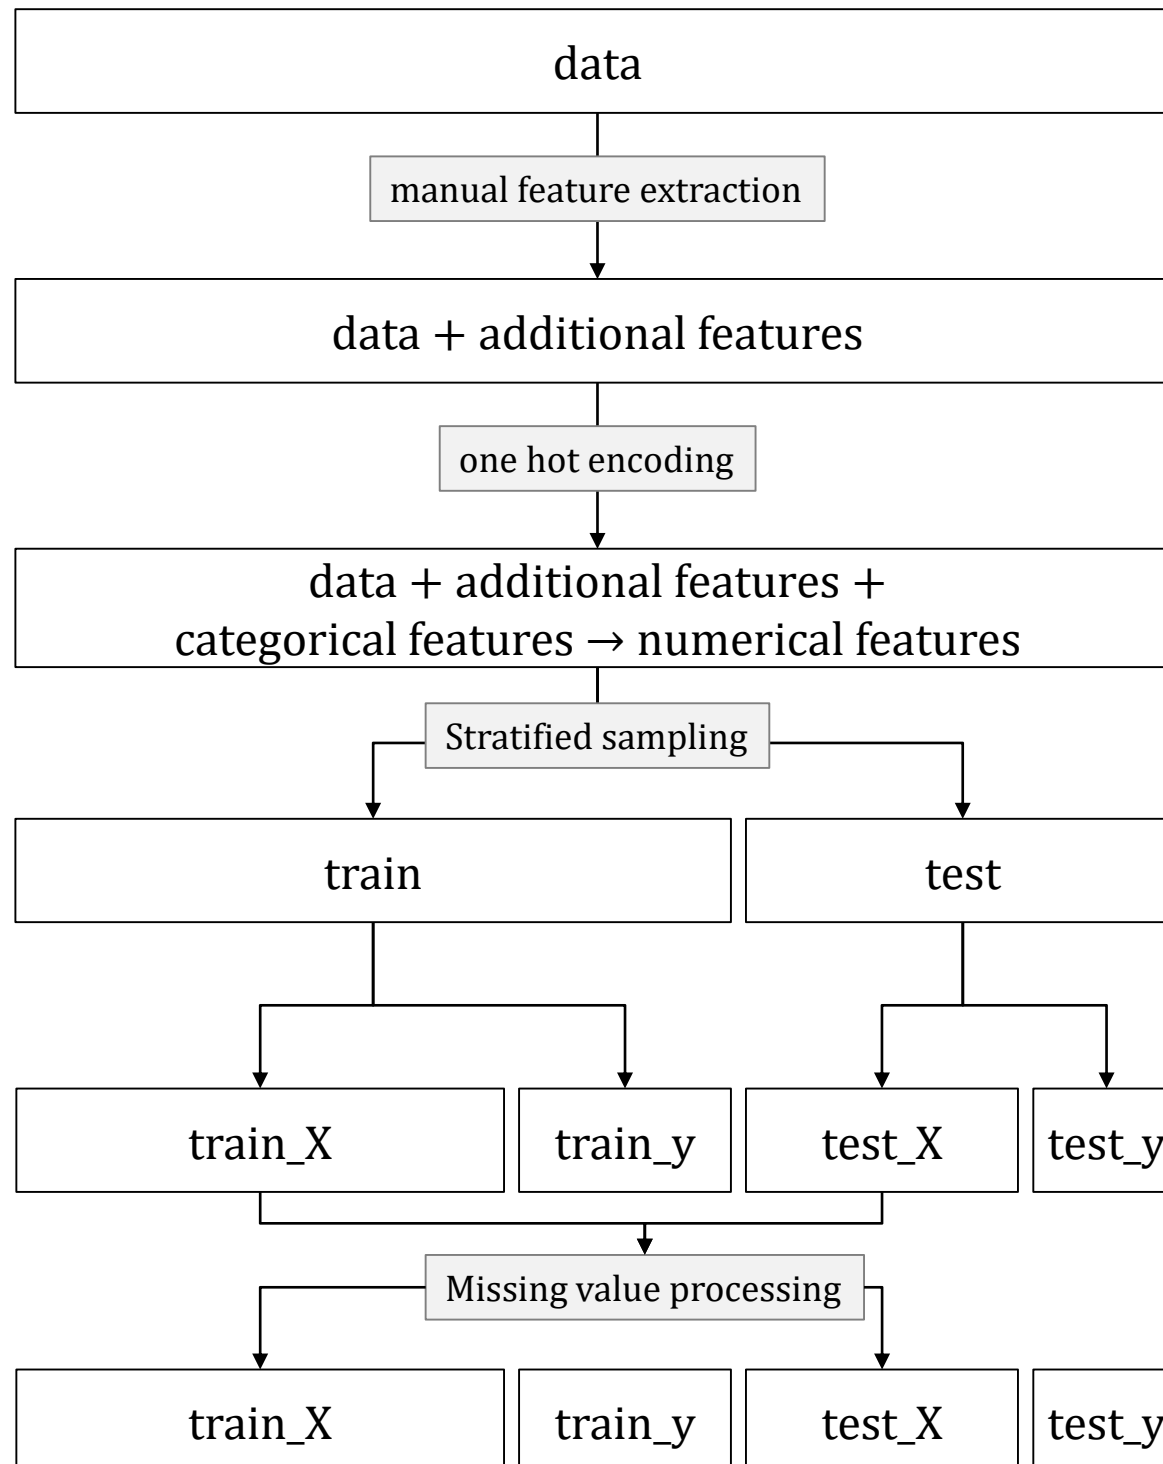 data
manual feature extraction
data + additional features
one hot encoding
data + additional features +
categorical features → numerical features
Stratified sampling
train
test
train_X
train_y
test_X
test_y
Missing value processing
train_X
train_y
test_X
test_y